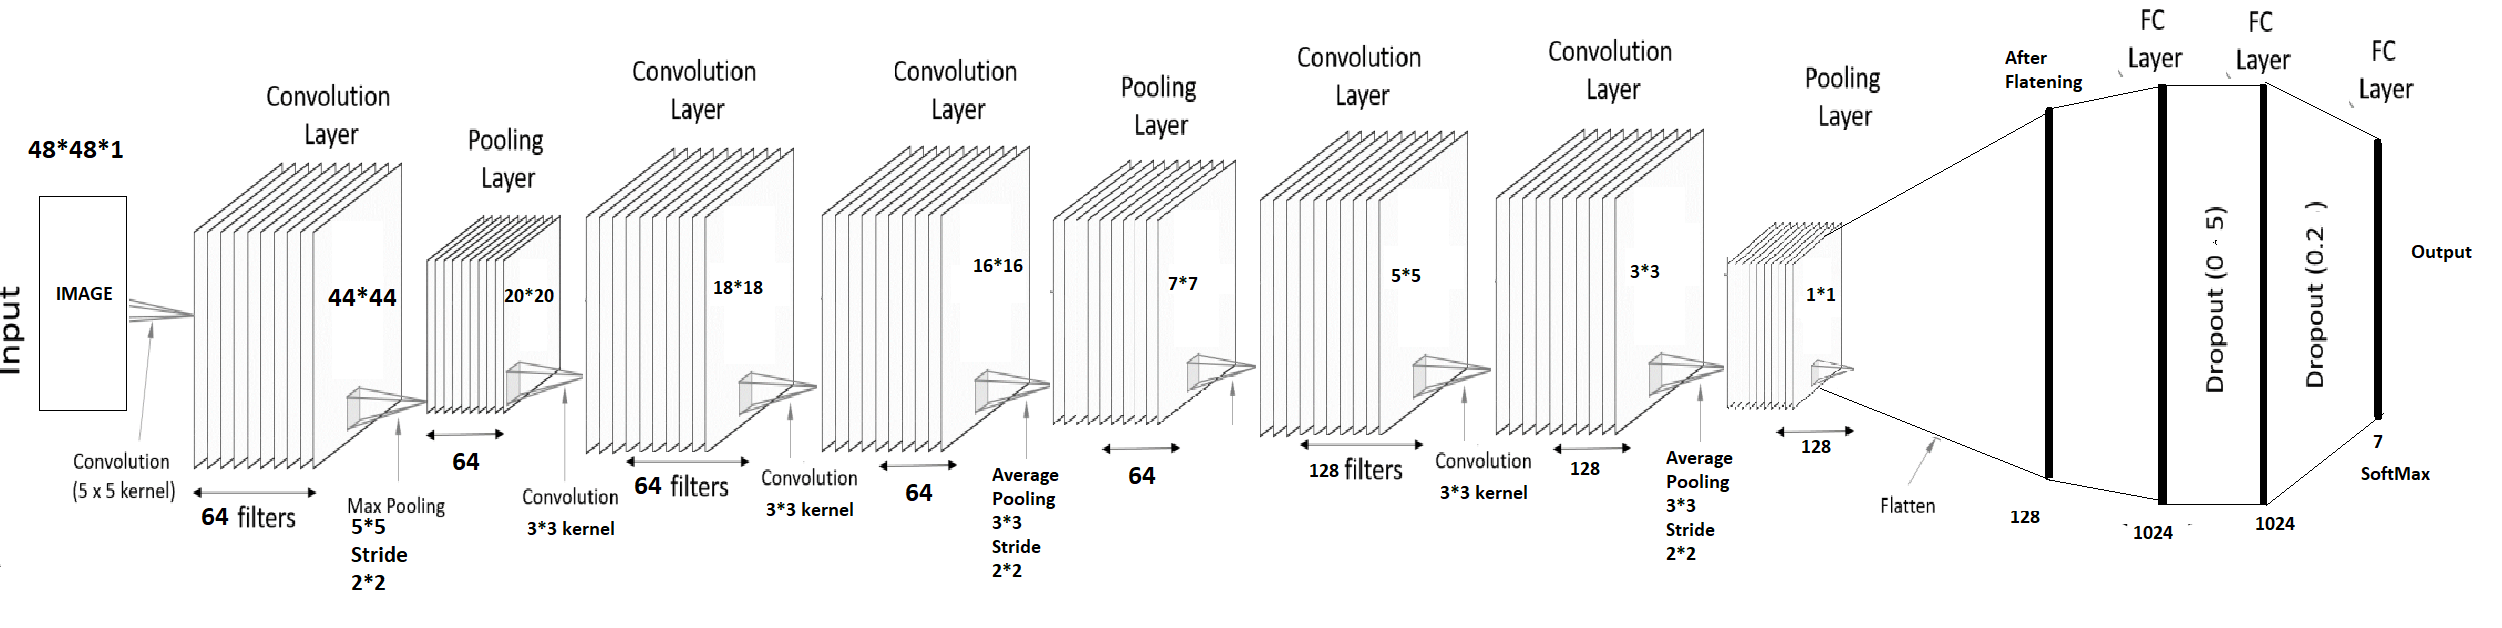 Input
48*48*1
IMAGE
Convolution
(5 x 5 kernel)
Convolution
Layer
44*44
64 filters
Max Pooling
5*5
Stride
2*2
Pooling
Layer
20*20
64
Convolution
3*3 kernel
Convolution
Layer
18*18
64 filters
Convolution
3*3 kernel
Convolution
Layer
16*16
64
Average
Pooling
3*3
Stride
2*2
Pooling
Layer
7*7
64
Convolution
Layer
5*5
128 filters
Convolution
3*3 kernel
Convolution
Layer
3*3
128
Average
Pooling
3*3
Stride
2*2
Pooling
Layer
1*1
128
Flatten
After
Flatening
128
FC
Layer
1024
Dropout (0 . 5)
FC
Layer
1024
Dropout (0.2 )
FC
Layer
7
SoftMax
Output